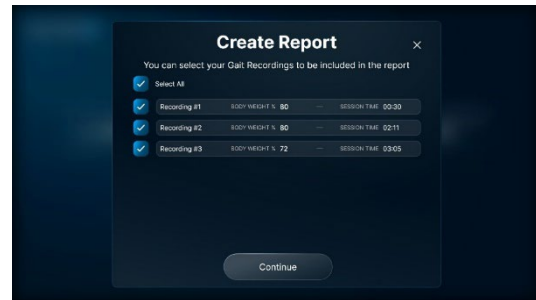 Create Report
You can select your Gait Recordings to be included in the report
Select All
Recording #1 BODY WEIGHT % 80 — SESSION TIME 00:30
Recording #2 BODY WEIGHT % 80 — SESSION TIME 02:11
Recording #3 BODY WEIGHT % 72 — SESSION TIME 03:05
Continue